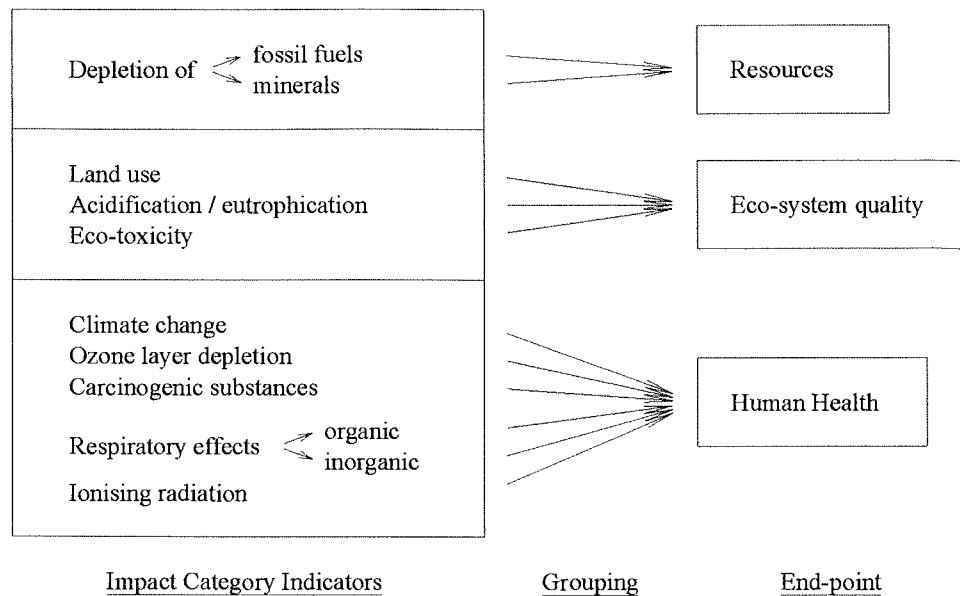 Depletion of
fossil fuels
minerals
Resources
Land use
Acidification / eutrophication
Eco-toxicity
Eco-system quality
Climate change
Ozone layer depletion
Carcinogenic substances
Respiratory effects
organic
inorganic
Ionising radiation
Human Health
Impact Category Indicators
Grouping
End-point